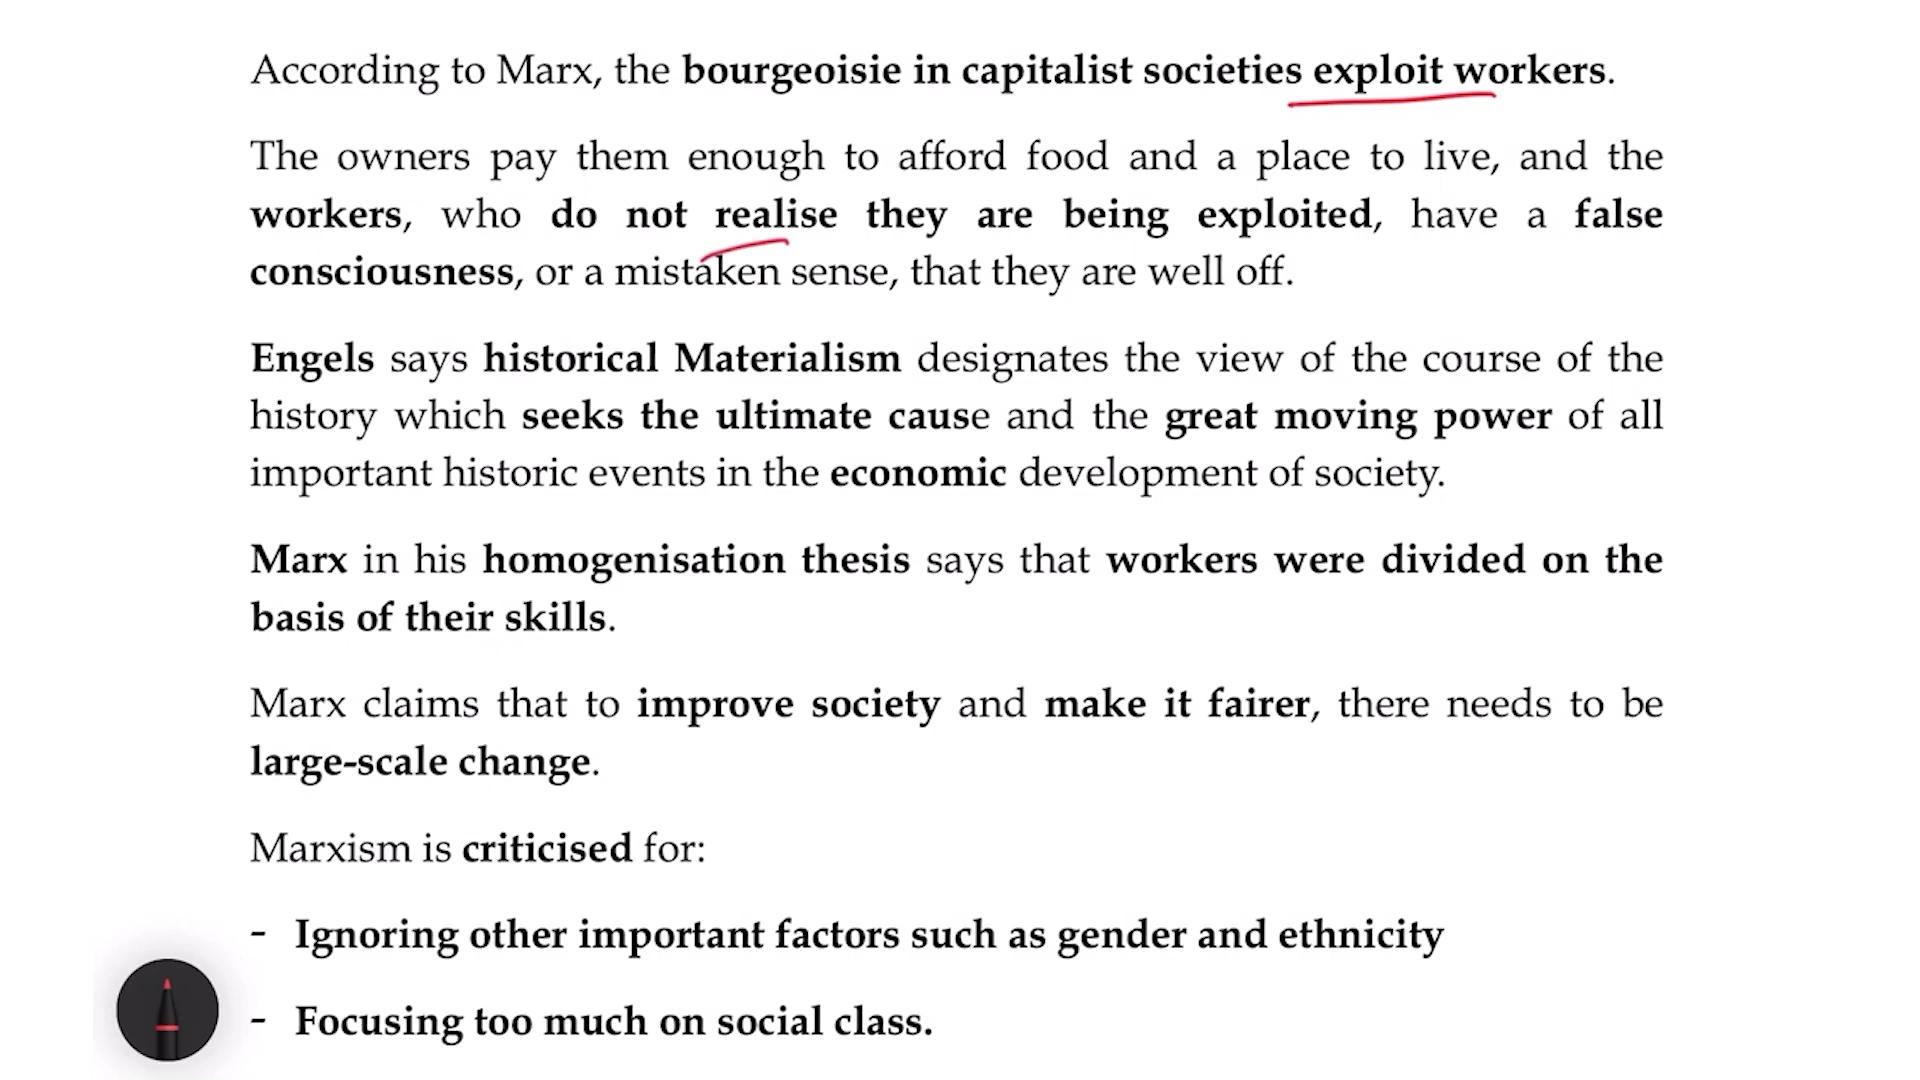 According to Marx, the bourgeoisie in capitalist societies exploit workers.
The owners pay them enough to afford food and a place to live, and the
workers, who do not realise they are being exploited, have a false
consciousness, or a mistaken sense, that they are well off.
Engels says historical Materialism designates the view of the course of the
history which seeks the ultimate cause and the great moving power of all
important historic events in the economic development of society.
Marx in his homogenisation thesis says that workers were divided on the
basis of their skills.
Marx claims that to improve society and make it fairer, there needs to be
large-scale change.
Marxism is criticised for:
- Ignoring other important factors such as gender and ethnicity
- Focusing too much on social class.